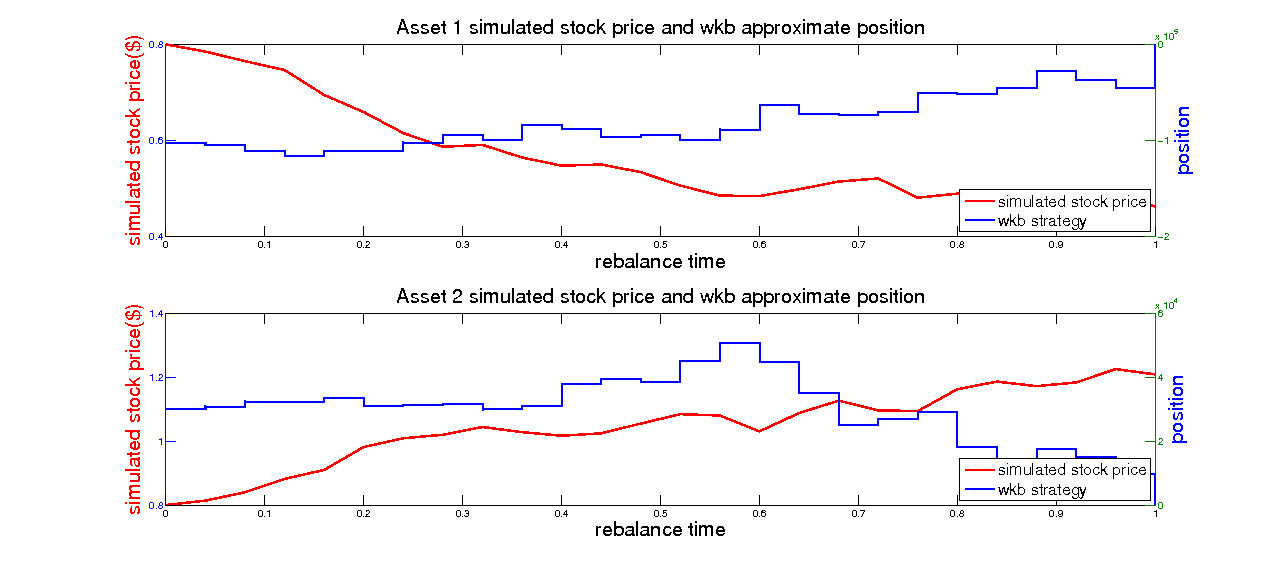 Asset 1 simulated stock price and wkb approximate position
x 10^5
simulated stock price($)
0.8
0.6
0.4
0
-1
-2
position
simulated stock price
wkb strategy
0 0.1 0.2 0.3 0.4 0.5 0.6 0.7 0.8 0.9 1
rebalance time
Asset 2 simulated stock price and wkb approximate position
x 10^4
simulated stock price($)
1.4
1.2
1
0.8
6
4
2
0
position
simulated stock price
wkb strategy
0 0.1 0.2 0.3 0.4 0.5 0.6 0.7 0.8 0.9 1
rebalance time